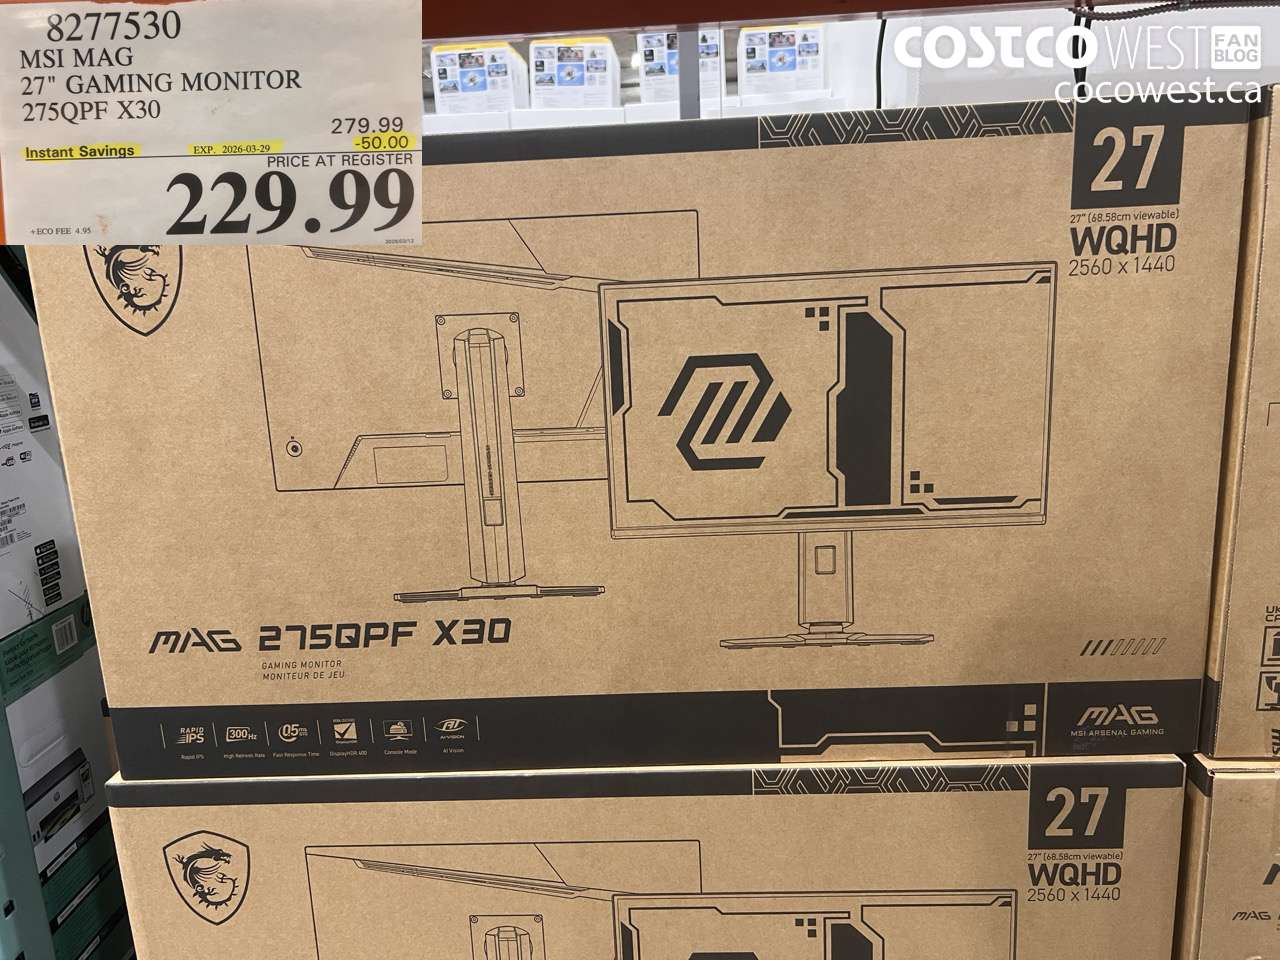 8277530
MSI MAG
27" GAMING MONITOR
275QPF X30
279.99
Instant Savings EXP. 2026-03-29 -50.00
PRICE AT REGISTER
229.99
+ECO FEE 4.95
COSTCO WEST FAN BLOG
cocowest.ca
27
27" (68.58cm viewable)
WQHD
2560 x 1440
MAG 275QPF X30
GAMING MONITOR
MONITEUR DE JEU
RAPID IPS
Rapid IPS
300Hz
High Refresh Rate
0.5ms
Fast Response Time
DisplayHDR 400
Console Mode
AI VISION
AI Vision
MAG
MSI ARSENAL GAMING
27
27" (68.58cm viewable)
WQHD
2560 x 1440
MAG